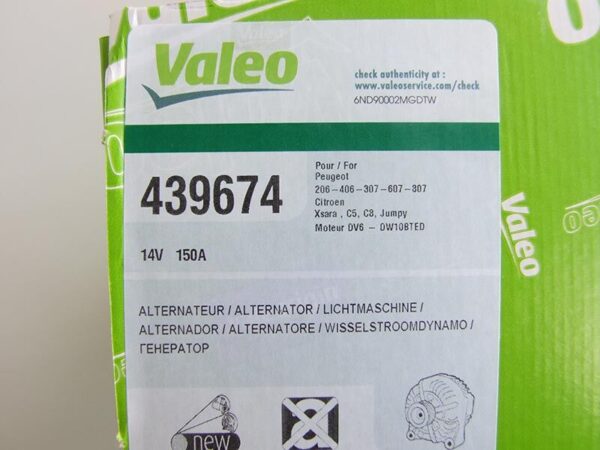 Valeo
check authenticity at :
www.valeoservice.com/check
6ND90002MGDTW
439674
Pour / For
Peugeot
206-406-307-607-807
Citroen
Xsara , C5, C8, Jumpy
Moteur DV6 - DW10BTED
14V 150A
ALTERNATEUR / ALTERNATOR / LICHTMASCHINE /
ALTERNADOR / ALTERNATORE / WISSELSTROOMDYNAMO /
ГЕНЕРАТОР
new
Valeo